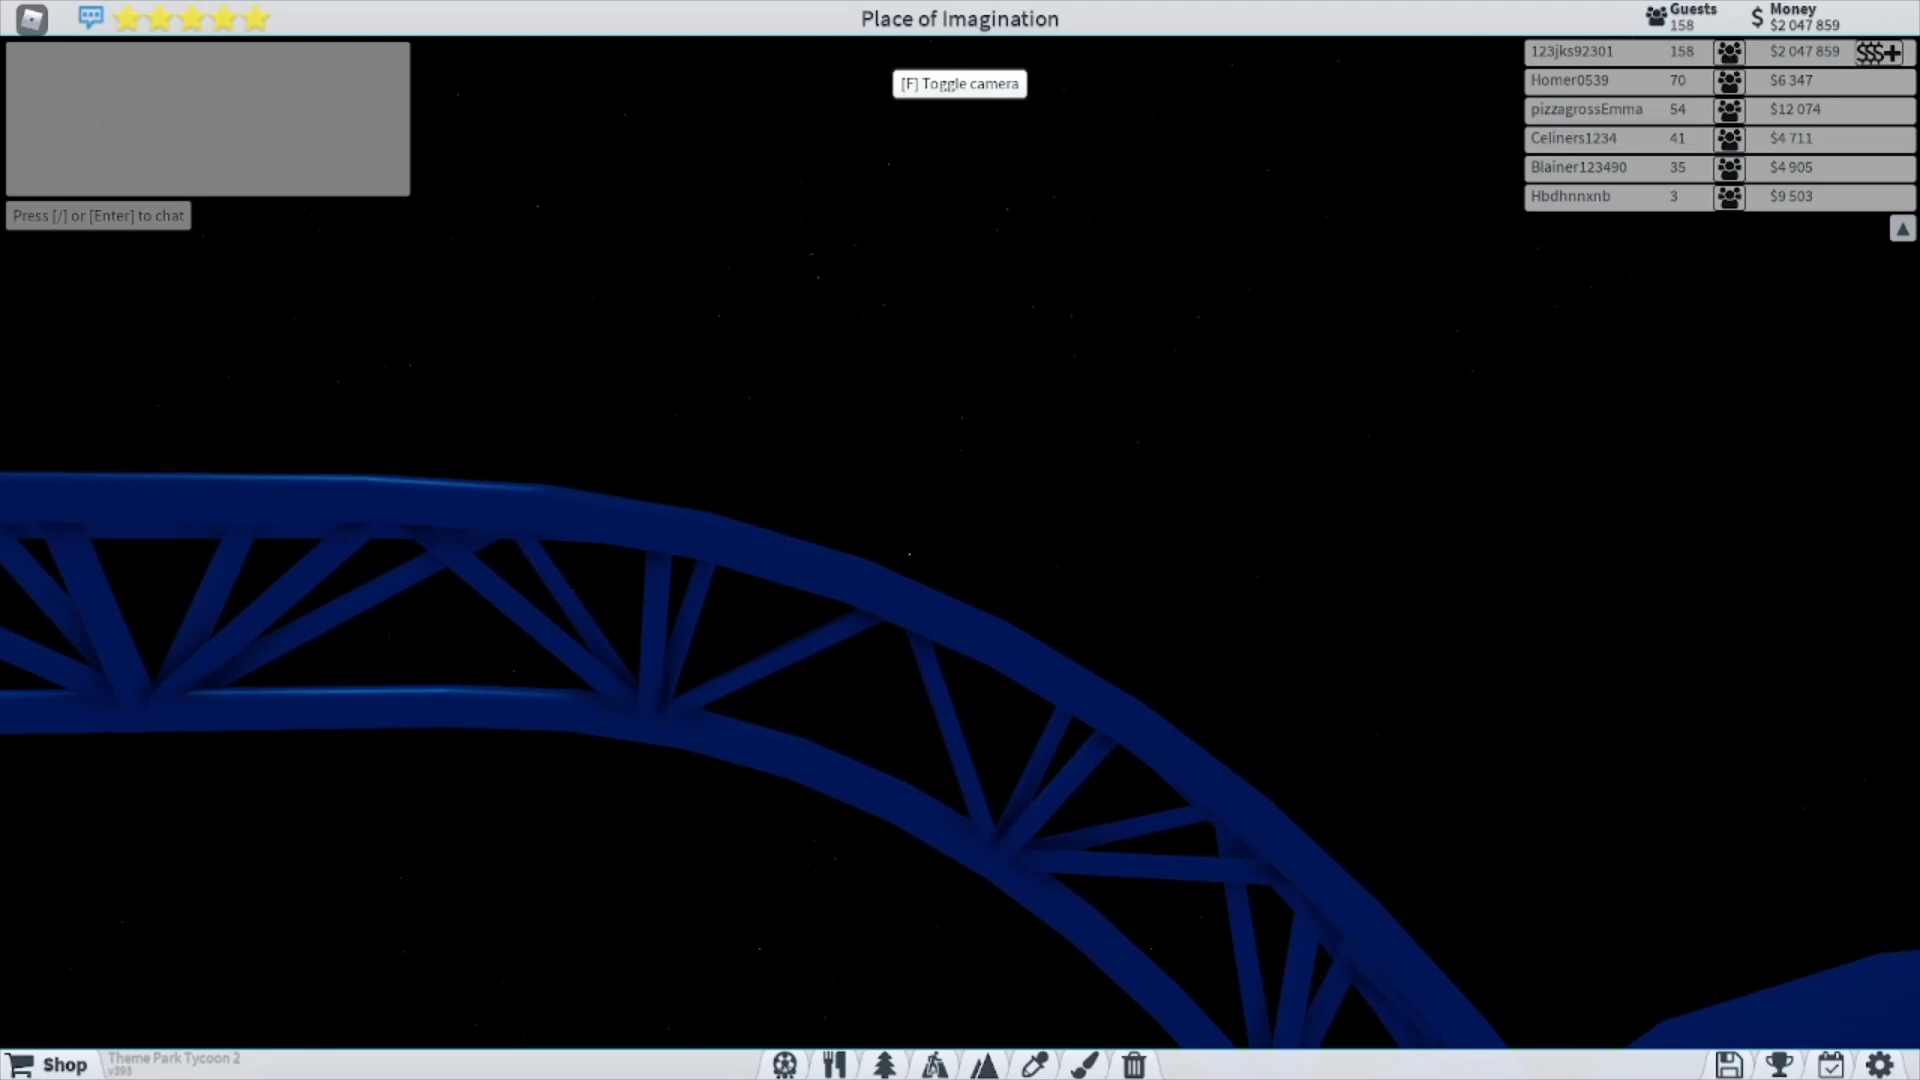 Place of Imagination
Guests
158
$ Money
$2 047 859
[F] Toggle camera
123jks92301 158 $2 047 859 $$$+
Homer0539 70 $6 347
pizzagrossEmma 54 $12 074
Celiners1234 41 $4 711
Blainer123490 35 $4 905
Hbdhnnxnb 3 $9 503
Press [/] or [Enter] to chat
Shop
Theme Park Tycoon 2
v393